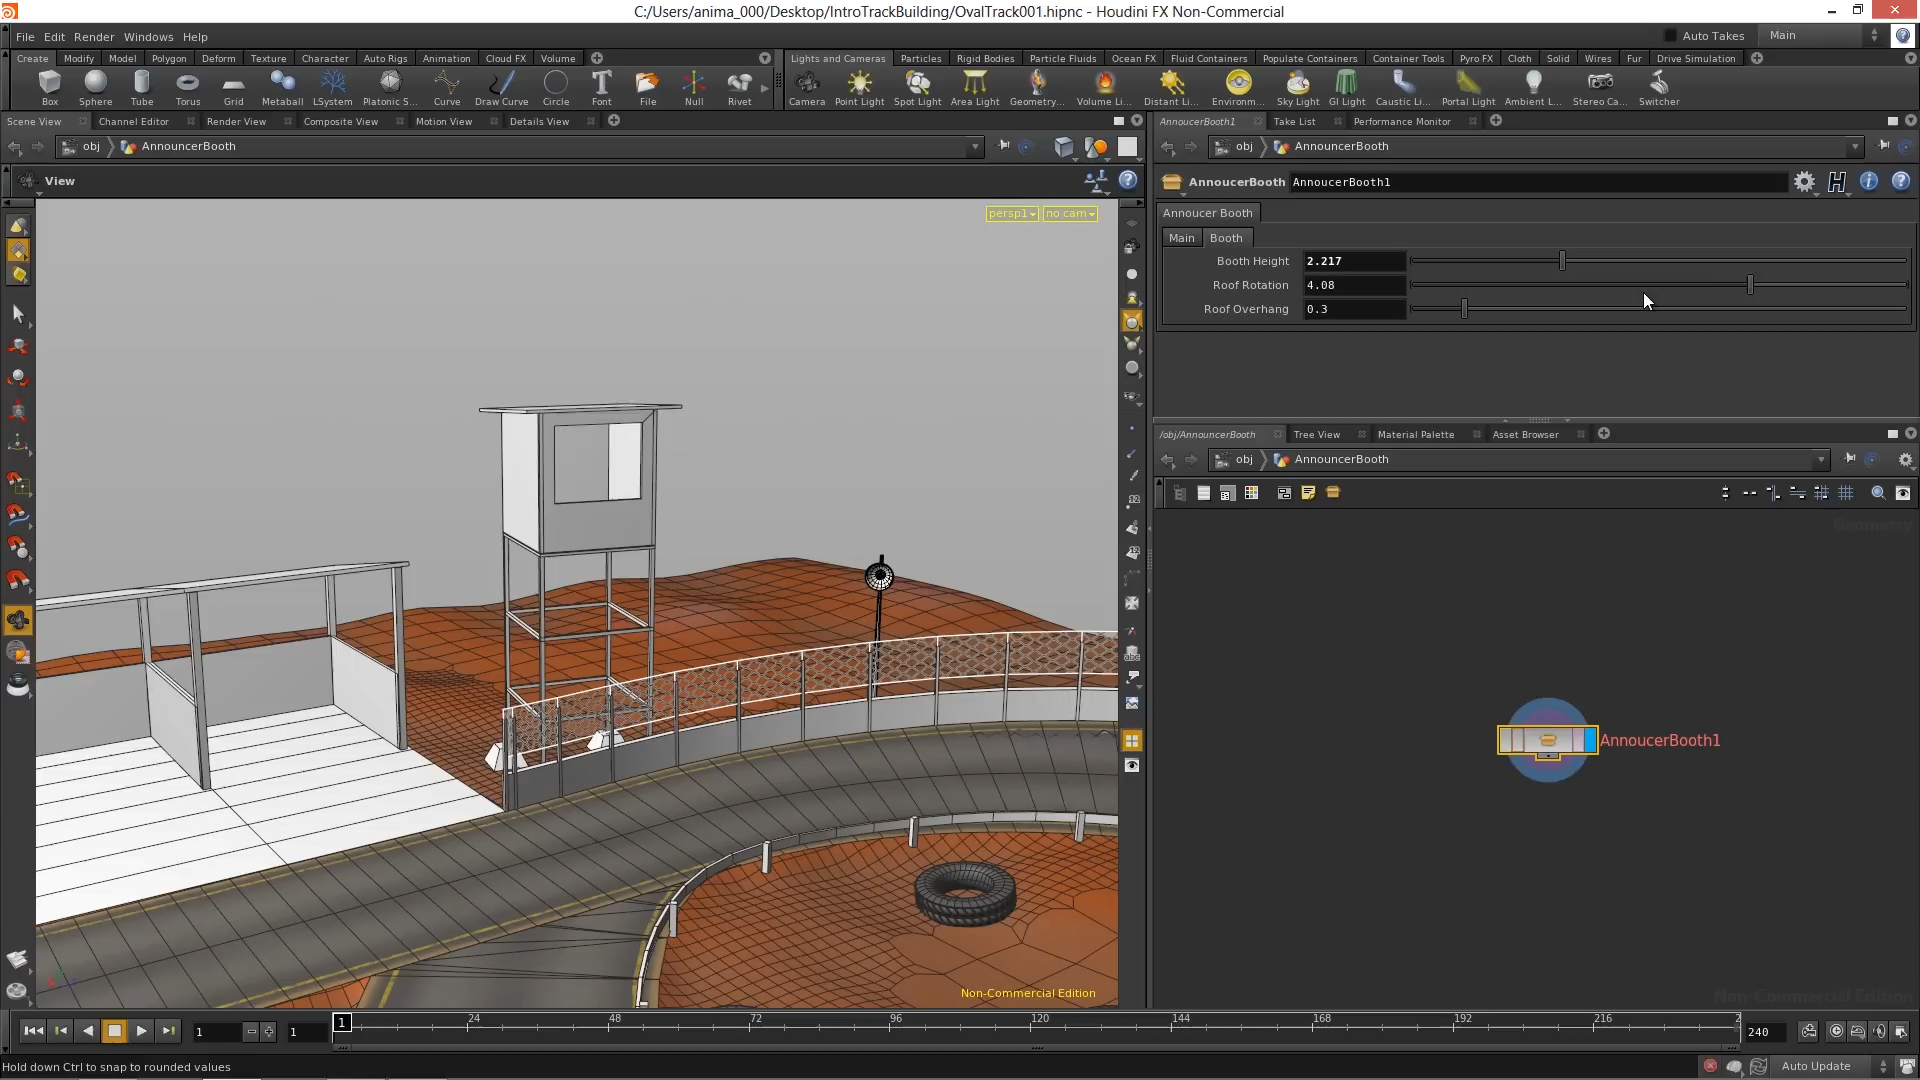 C:/Users/anima_000/Desktop/IntroTrackBuilding/OvalTrack001.hipnc - Houdini FX Non-Commercial
File Edit Render Windows Help
Auto Takes Main
Create Modify Model Polygon Deform Texture Character Auto Rigs Animation Cloud FX Volume
Lights and Cameras Particles Rigid Bodies Particle Fluids Ocean FX Fluid Containers Populate Containers Container Tools Pyro FX Cloth Solid Wires Fur Drive Simulation
Box Sphere Tube Torus Grid Metaball LSystem Platonic S... Curve Draw Curve Circle Font File Null Rivet
Camera Point Light Spot Light Area Light Geometry... Volume Li... Distant Li... Environm... Sky Light GI Light Caustic Li... Portal Light Ambient L... Stereo Ca... Switcher
Scene View Channel Editor Render View Composite View Motion View Details View
AnnoucerBooth1 Take List Performance Monitor
obj AnnouncerBooth
obj AnnouncerBooth
View
AnnoucerBooth AnnoucerBooth1
persp1 no cam
Annoucer Booth
Main Booth
Booth Height 2.217
Roof Rotation 4.08
Roof Overhang 0.3
/obj/AnnouncerBooth Tree View Material Palette Asset Browser
obj AnnouncerBooth
Geometry
AnnoucerBooth1
Non-Commercial Edition
Non-Commercial Edition
1 1 1 24 48 72 96 120 144 168 192 216 2 240
Hold down Ctrl to snap to rounded values
Auto Update